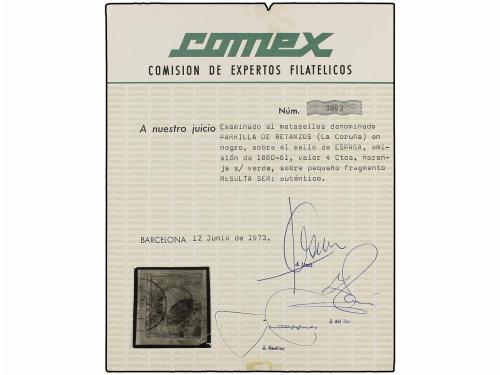 comex
COMISION DE EXPERTOS FILATELICOS
Núm. 3882
A nuestro juicio Examinado el matasellos denominado
PARRILLA DE BETANZOS (La Coruña) en
negro, sobre el sello de ESPAÑA, emi-
sión de 1860-61, valor 4 Ctos, naran-
ja s/ verde, sobre pequeño fragmento
RESULTA SER: auténtico.
BARCELONA 12 Junio de 1973.